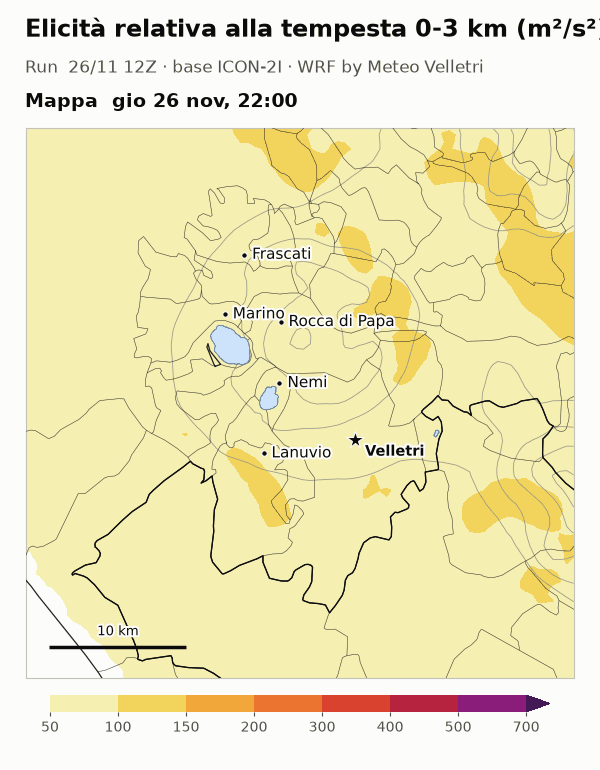 Elicità relativa alla tempesta 0-3 km (m²/s²)
Run 26/11 12Z · base ICON-2I · WRF by Meteo Velletri
Mappa gio 26 nov, 22:00
Frascati
Marino
Rocca di Papa
Nemi
Velletri
Lanuvio
10 km
50 100 150 200 300 400 500 700